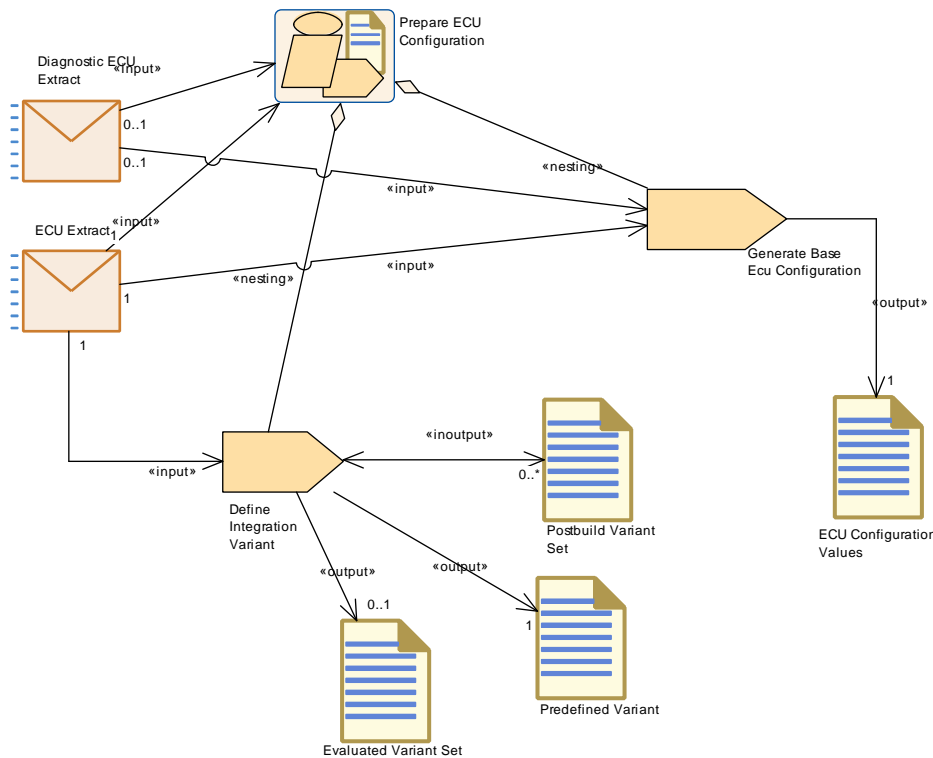 Prepare ECU
Configuration
Diagnostic ECU
Extract
«input»
0..1
0..1
«nesting»
«input»
«input»
ECU Extract
1
Generate Base
Ecu Configuration
«input»
«nesting»
1
«output»
1
1
«inoutput»
«input»
0..*
Define
Integration
Variant
Postbuild Variant
Set
ECU Configuration
Values
«output»
«output»
0..1
1
Predefined Variant
Evaluated Variant Set